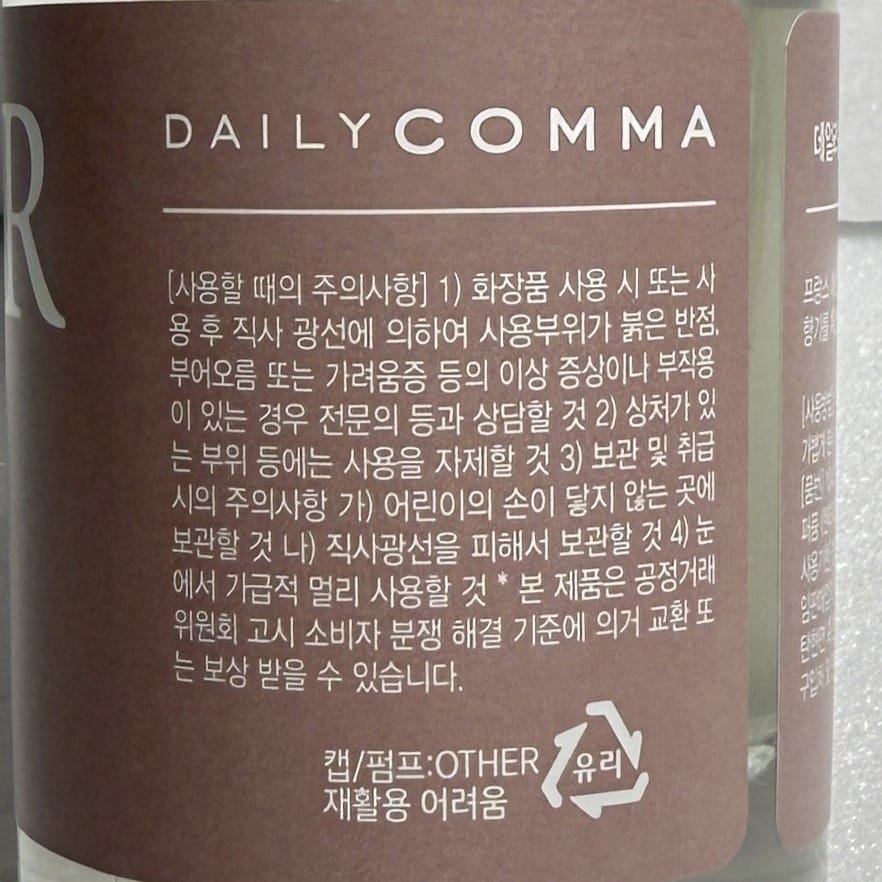 R
DAILYCOMMA
[사용할 때의 주의사항] 1) 화장품 사용 시 또는 사
용 후 직사 광선에 의하여 사용부위가 붉은 반점,
부어오름 또는 가려움증 등의 이상 증상이나 부작용
이 있는 경우 전문의 등과 상담할 것 2) 상처가 있
는 부위 등에는 사용을 자제할 것 3) 보관 및 취급
시의 주의사항 가) 어린이의 손이 닿지 않는 곳에
보관할 것 나) 직사광선을 피해서 보관할 것 4) 눈
에서 가급적 멀리 사용할 것 * 본 제품은 공정거래
위원회 고시 소비자 분쟁 해결 기준에 의거 교환 또
는 보상 받을 수 있습니다.
캡/펌프:OTHER
재활용 어려움
유리
데일리
프랑스
향기를